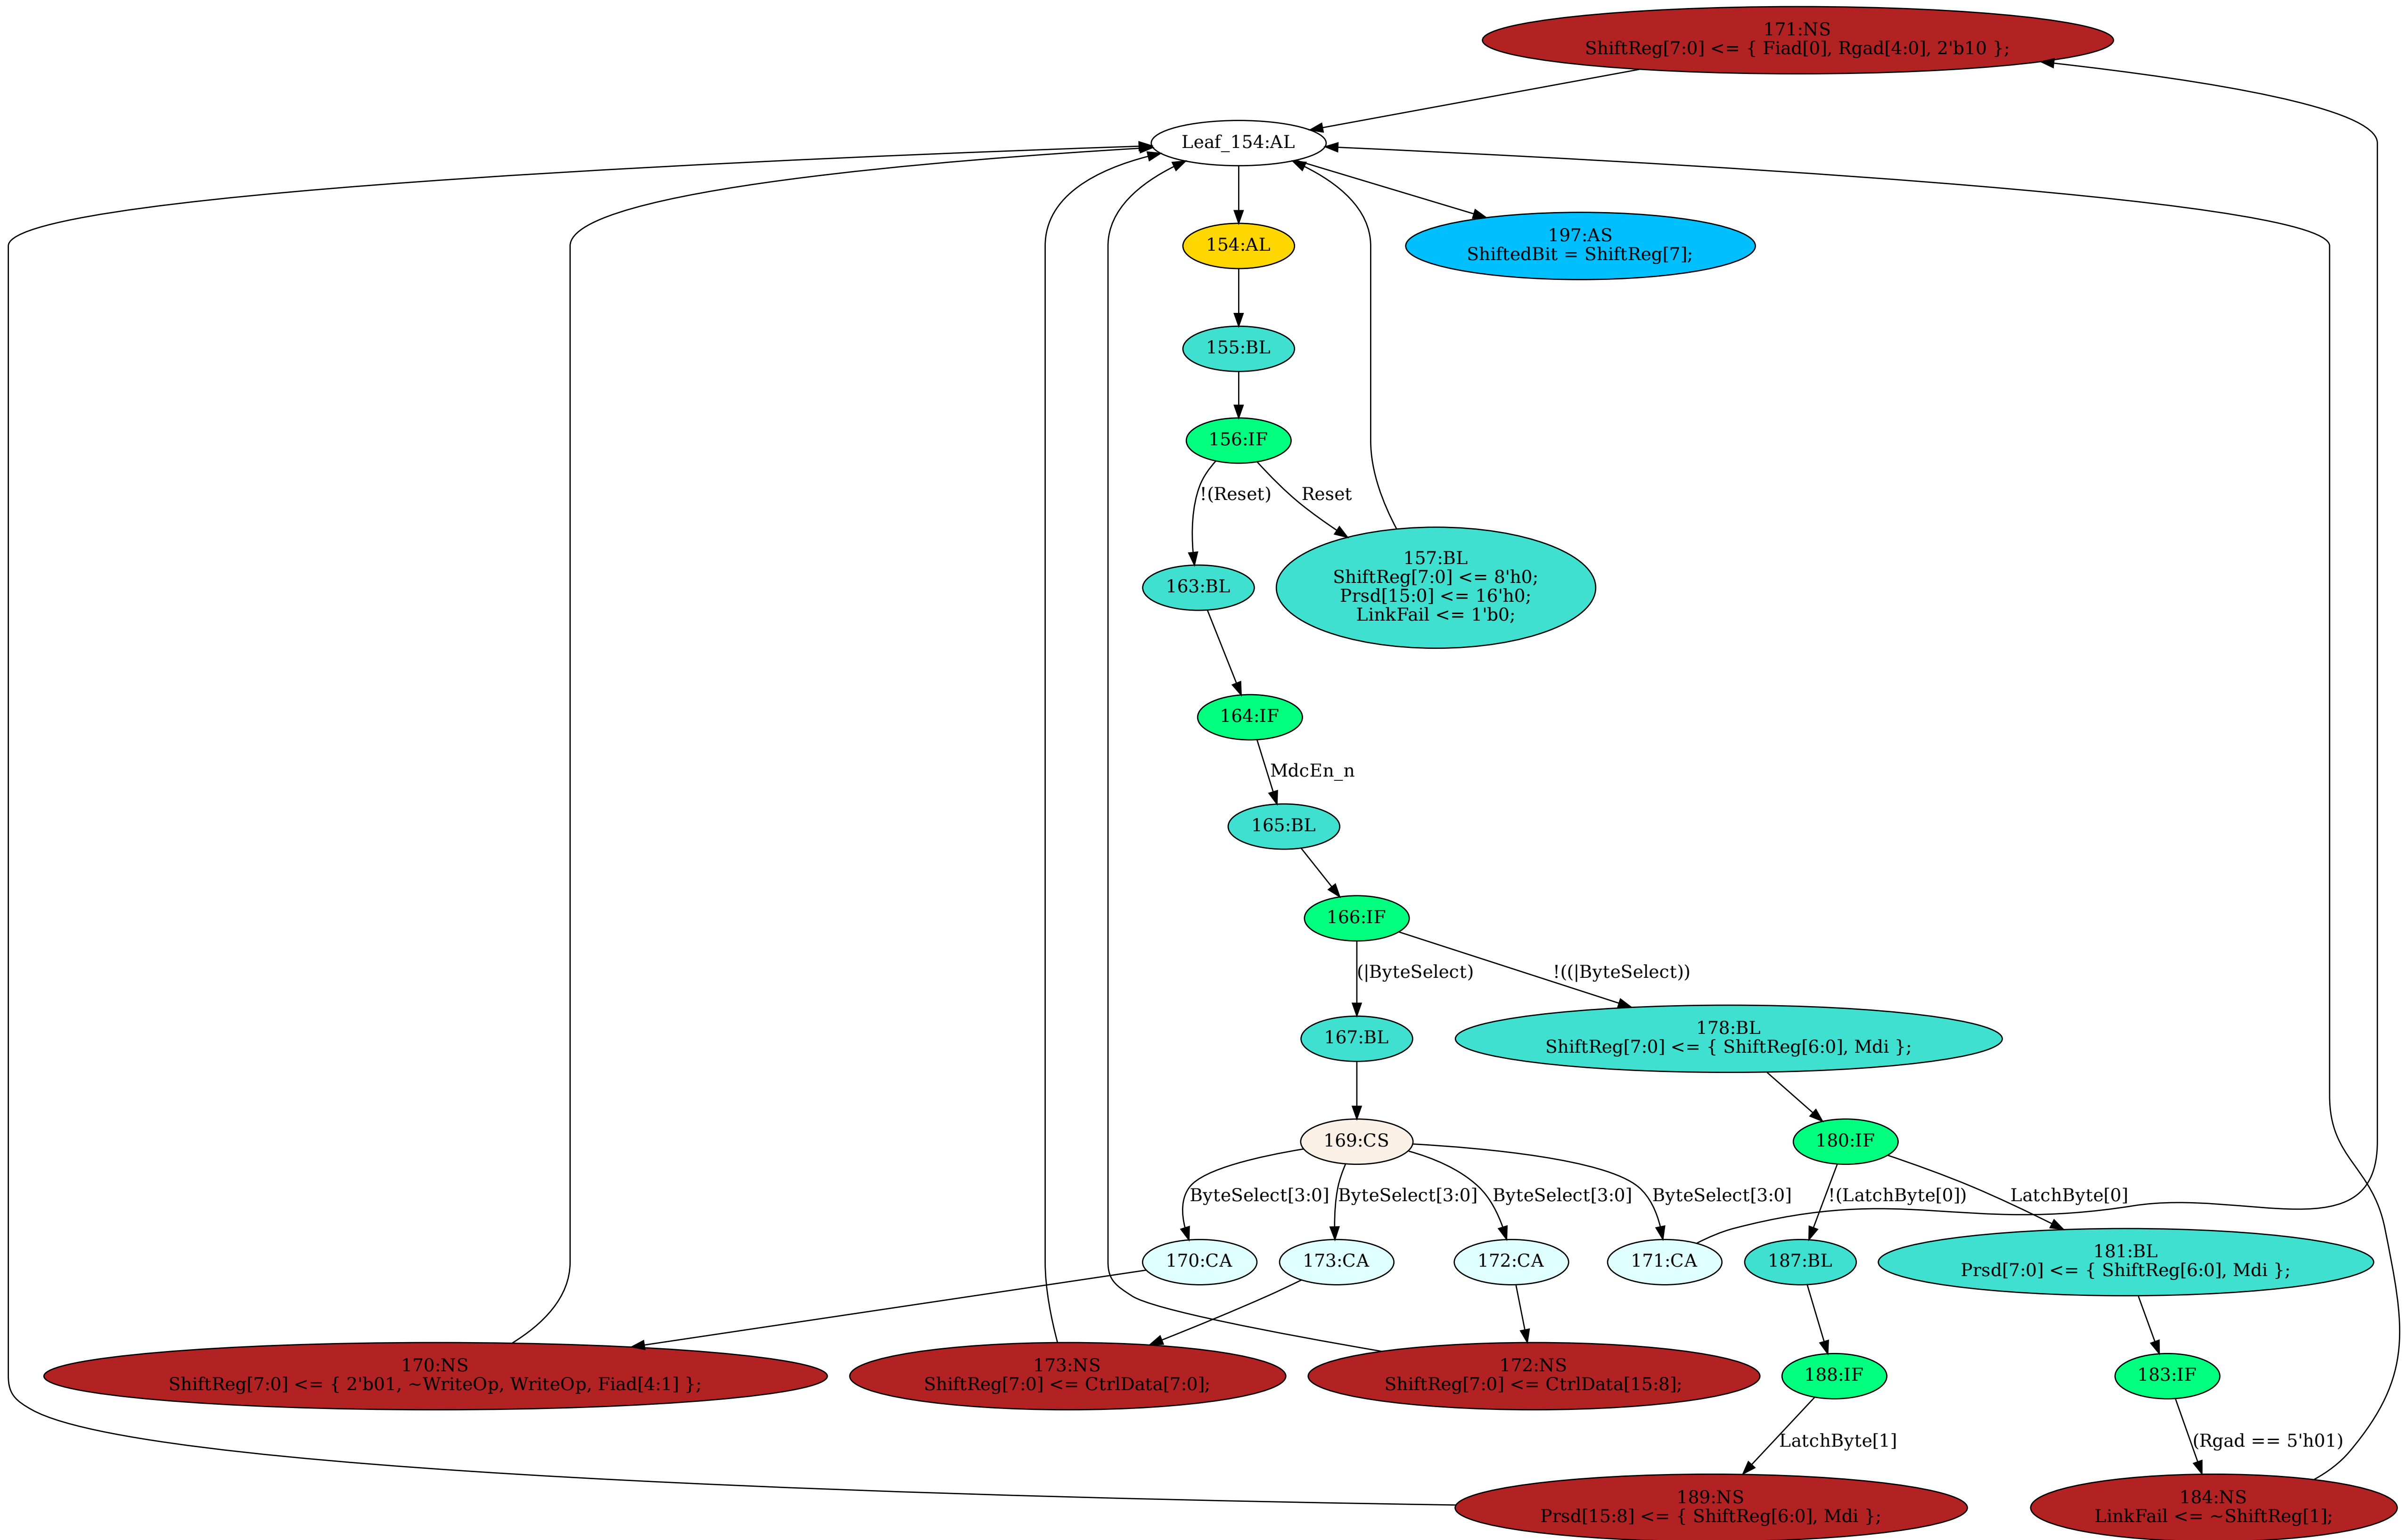 171:NS
ShiftReg[7:0] <= { Fiad[0], Rgad[4:0], 2'b10 };
Leaf_154:AL
154:AL
197:AS
ShiftedBit = ShiftReg[7];
155:BL
156:IF
!(Reset)
Reset
157:BL
ShiftReg[7:0] <= 8'h0;
Prsd[15:0] <= 16'h0;
LinkFail <= 1'b0;
163:BL
164:IF
MdcEn_n
165:BL
166:IF
(|ByteSelect)
!((|ByteSelect))
167:BL
178:BL
ShiftReg[7:0] <= { ShiftReg[6:0], Mdi };
169:CS
180:IF
ByteSelect[3:0]
ByteSelect[3:0]
ByteSelect[3:0]
ByteSelect[3:0]
!(LatchByte[0])
LatchByte[0]
170:CA
173:CA
172:CA
171:CA
187:BL
181:BL
Prsd[7:0] <= { ShiftReg[6:0], Mdi };
170:NS
ShiftReg[7:0] <= { 2'b01, ~WriteOp, WriteOp, Fiad[4:1] };
173:NS
ShiftReg[7:0] <= CtrlData[7:0];
172:NS
ShiftReg[7:0] <= CtrlData[15:8];
188:IF
183:IF
LatchByte[1]
(Rgad == 5'h01)
189:NS
Prsd[15:8] <= { ShiftReg[6:0], Mdi };
184:NS
LinkFail <= ~ShiftReg[1];